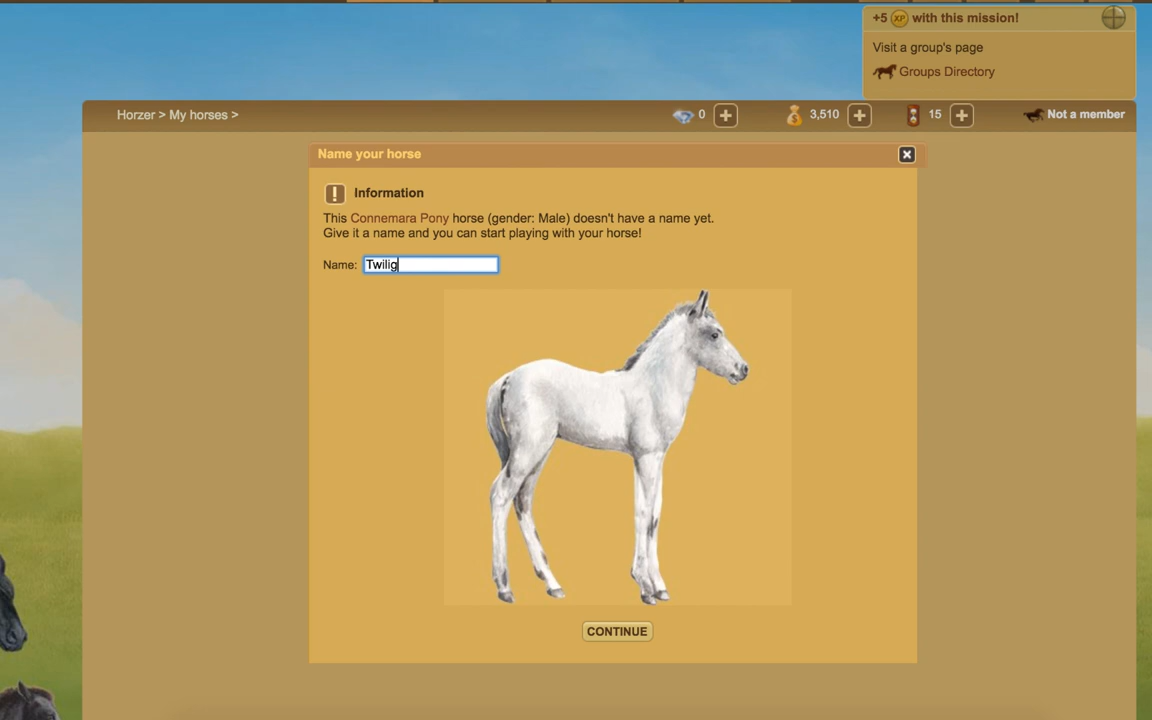 +5 XP with this mission!
Visit a group's page
Groups Directory
Horzer > My horses >
0
3,510
15
Not a member
Name your horse
Information
This Connemara Pony horse (gender: Male) doesn't have a name yet.
Give it a name and you can start playing with your horse!
Name: Twilig
CONTINUE